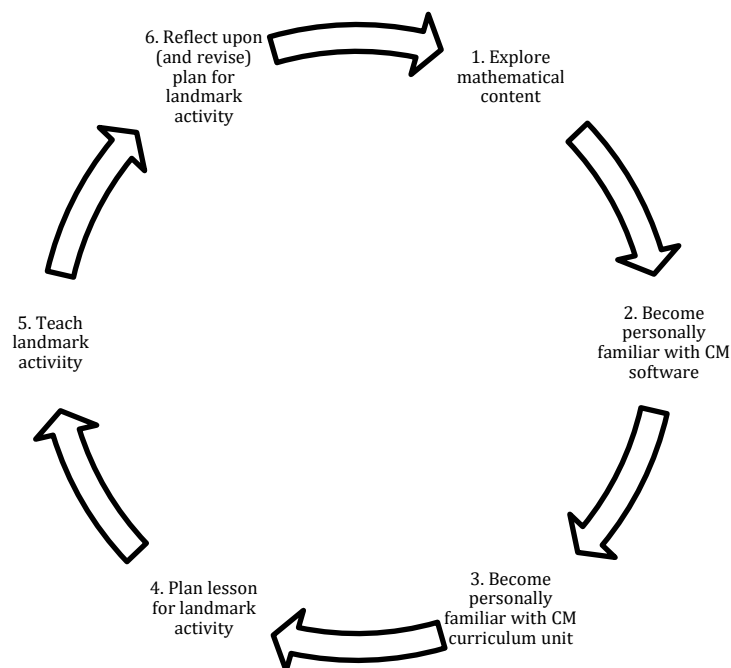 1. Explore
mathematical
content
2. Become
personally
familiar with CM
software
3. Become
personally
familiar with CM
curriculum unit
4. Plan lesson
for landmark
activity
5. Teach
landmark
activiity
6. Reflect upon
(and revise)
plan for
landmark
activity